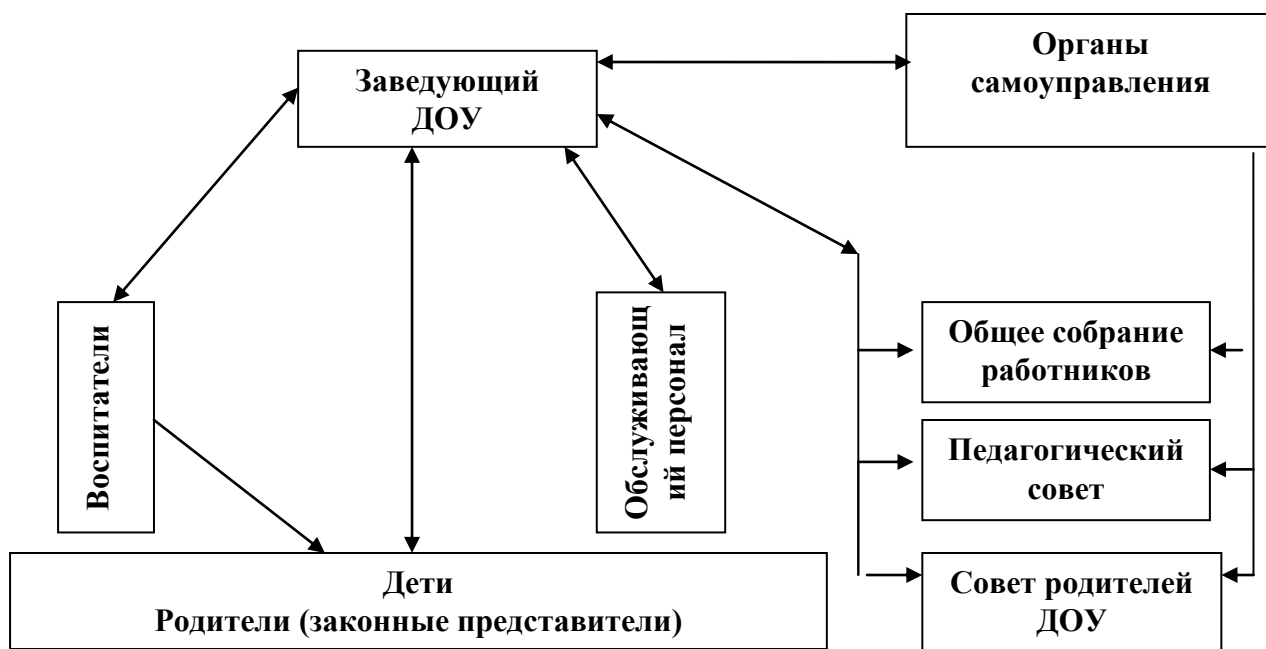 Органы
самоуправления
Заведующий
ДОУ
Воспитатели
Обслуживающ
ий персонал
Общее собрание
работников
Педагогический
совет
Дети
Родители (законные представители)
Совет родителей
ДОУ